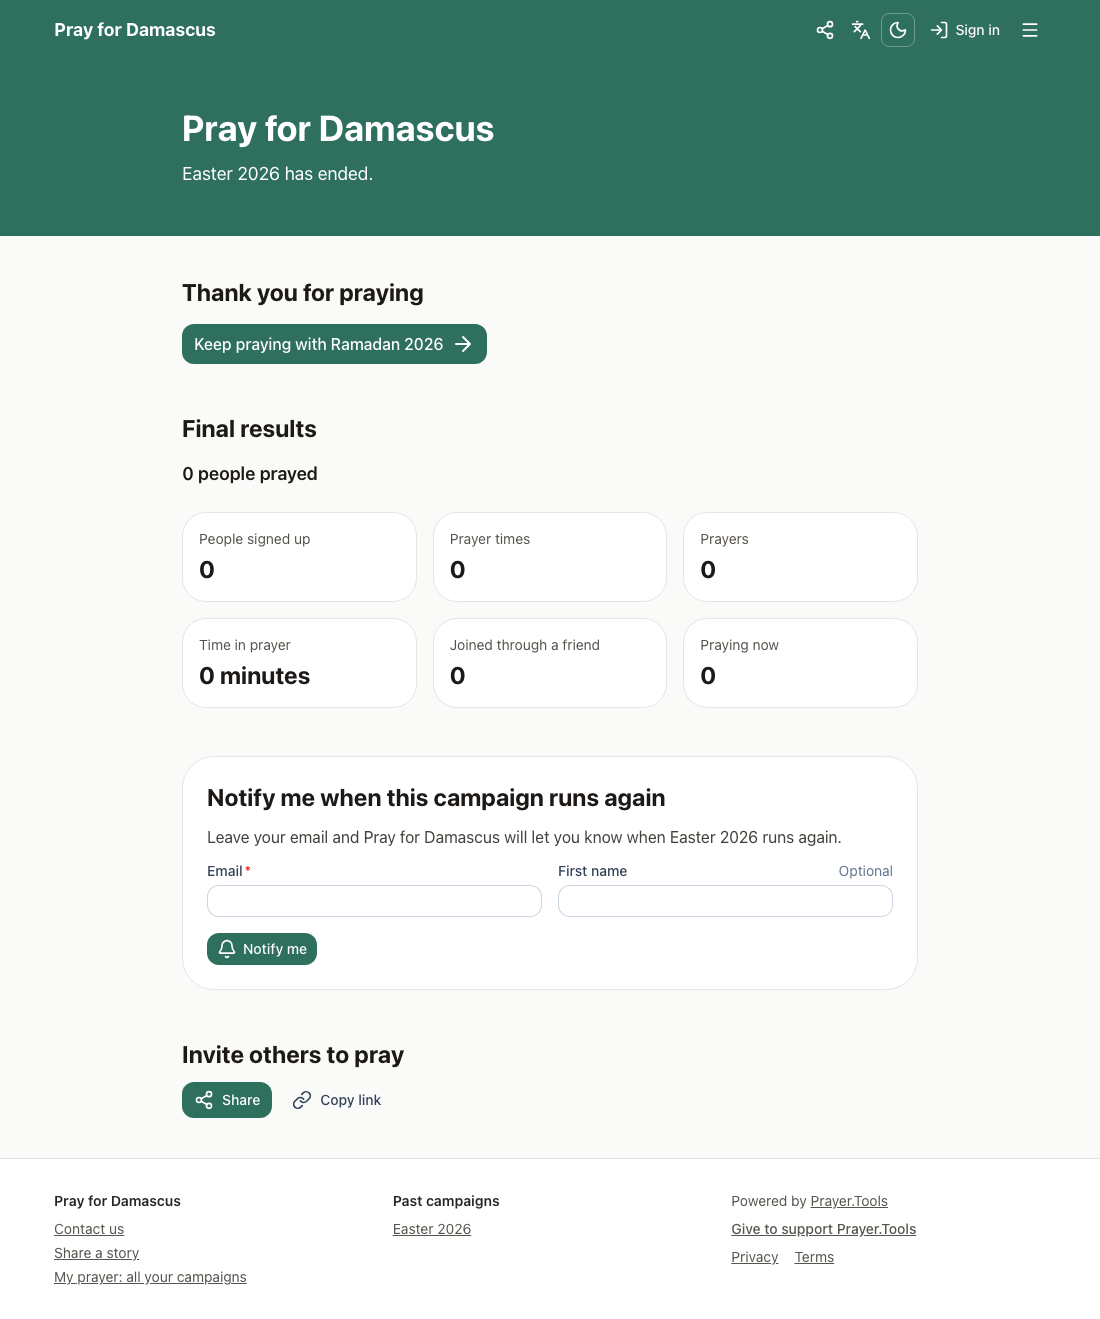 Pray for Damascus
Sign in
Pray for Damascus
Easter 2026 has ended.
Thank you for praying
Keep praying with Ramadan 2026
Final results
0 people prayed
People signed up
0
Prayer times
0
Prayers
0
Time in prayer
0 minutes
Joined through a friend
0
Praying now
0
Notify me when this campaign runs again
Leave your email and Pray for Damascus will let you know when Easter 2026 runs again.
Email*
First name
Optional
Notify me
Invite others to pray
Share
Copy link
Pray for Damascus
Contact us
Share a story
My prayer: all your campaigns
Past campaigns
Easter 2026
Powered by Prayer.Tools
Give to support Prayer.Tools
Privacy Terms